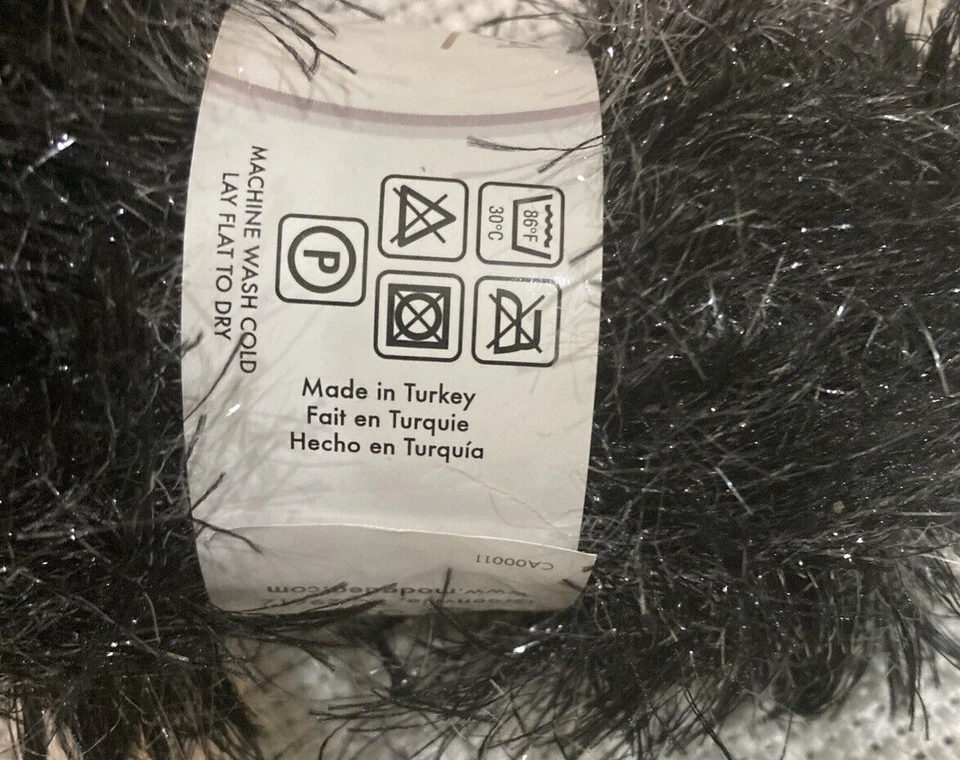 MACHINE WASH COLD
LAY FLAT TO DRY
86°F
30°C
P
Made in Turkey
Fait en Turquie
Hecho en Turquía
CA00011